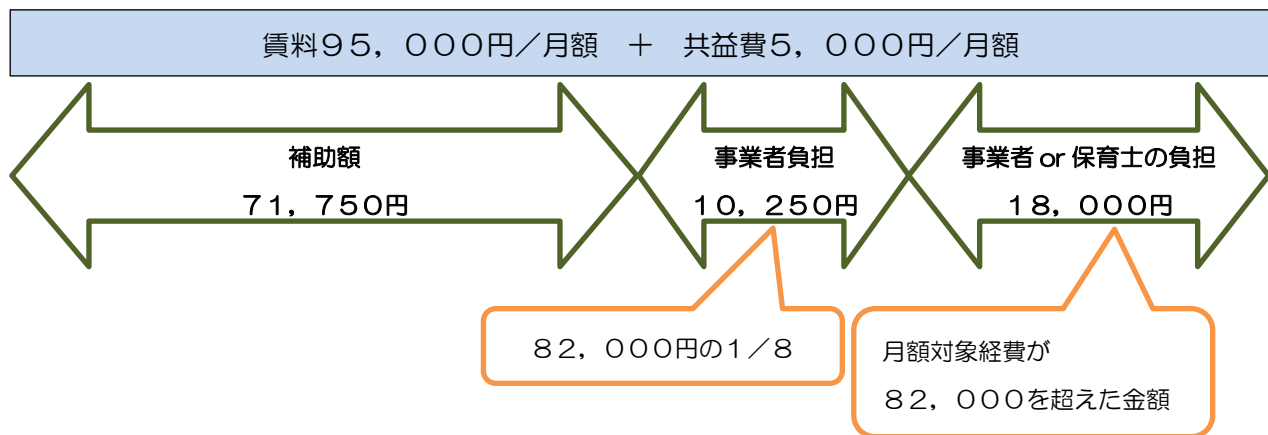 賃料９５，０００円／月額　＋　共益費５，０００円／月額
補助額
７１，７５０円
事業者負担
１０，２５０円
事業者 or 保育士の負担
１８，０００円
８２，０００円の１／８
月額対象経費が
８２，０００を超えた金額